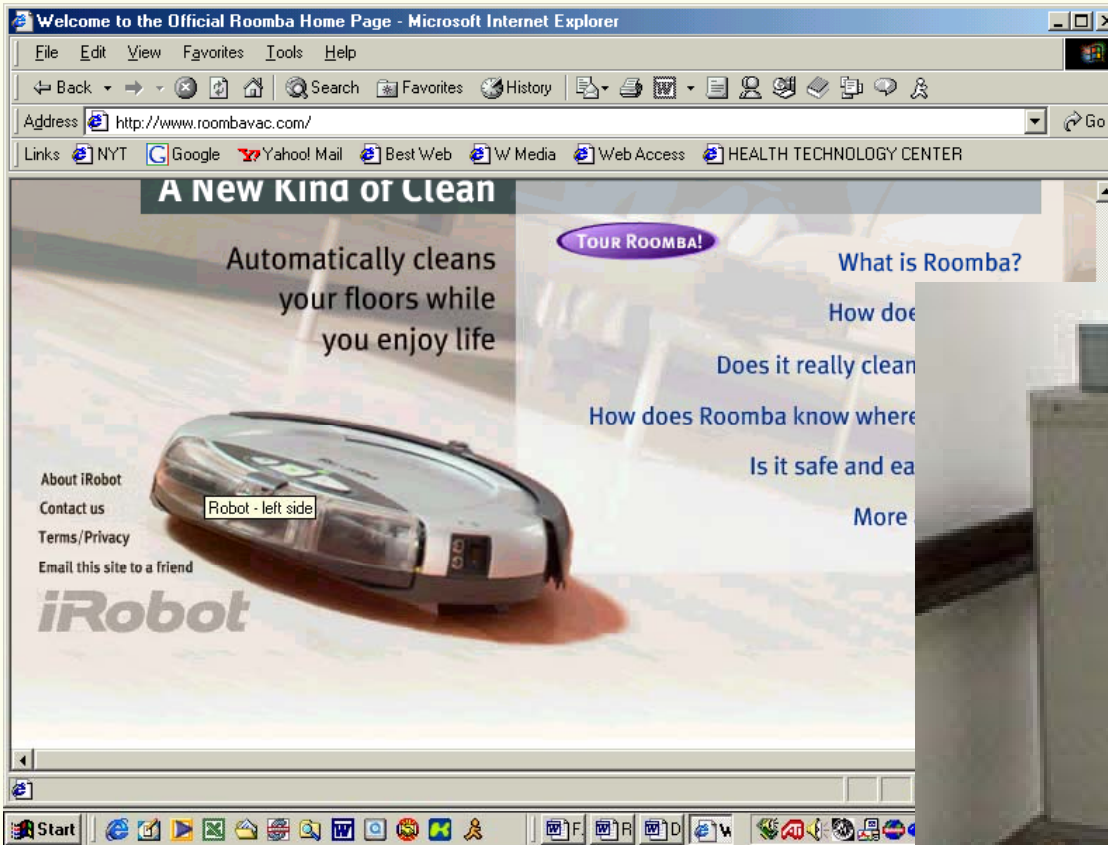 Welcome to the Official Roomba Home Page - Microsoft Internet Explorer
File Edit View Favorites Tools Help
Back Search Favorites History
Address http://www.roombavac.com/ Go
Links NYT Google Yahoo! Mail Best Web W Media Web Access HEALTH TECHNOLOGY CENTER
A New Kind of Clean
Automatically cleans
your floors while
you enjoy life
TOUR ROOMBA!
What is Roomba?
How doe
Does it really clean
How does Roomba know where
Is it safe and ea
More
About iRobot
Contact us
Terms/Privacy
Email this site to a friend
Robot - left side
iRobot
Start F. R D